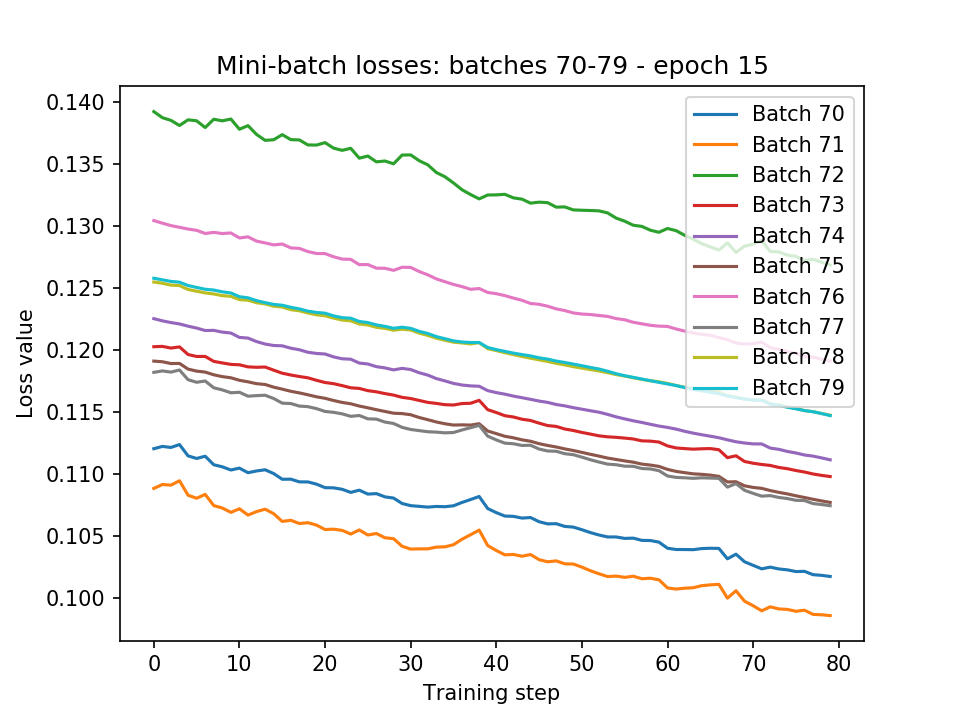 Mini-batch losses: batches 70-79 - epoch 15
0.140
0.135
0.130
0.125
0.120
0.115
0.110
0.105
0.100
Loss value
Batch 70
Batch 71
Batch 72
Batch 73
Batch 74
Batch 75
Batch 76
Batch 77
Batch 78
Batch 79
0 10 20 30 40 50 60 70 80
Training step